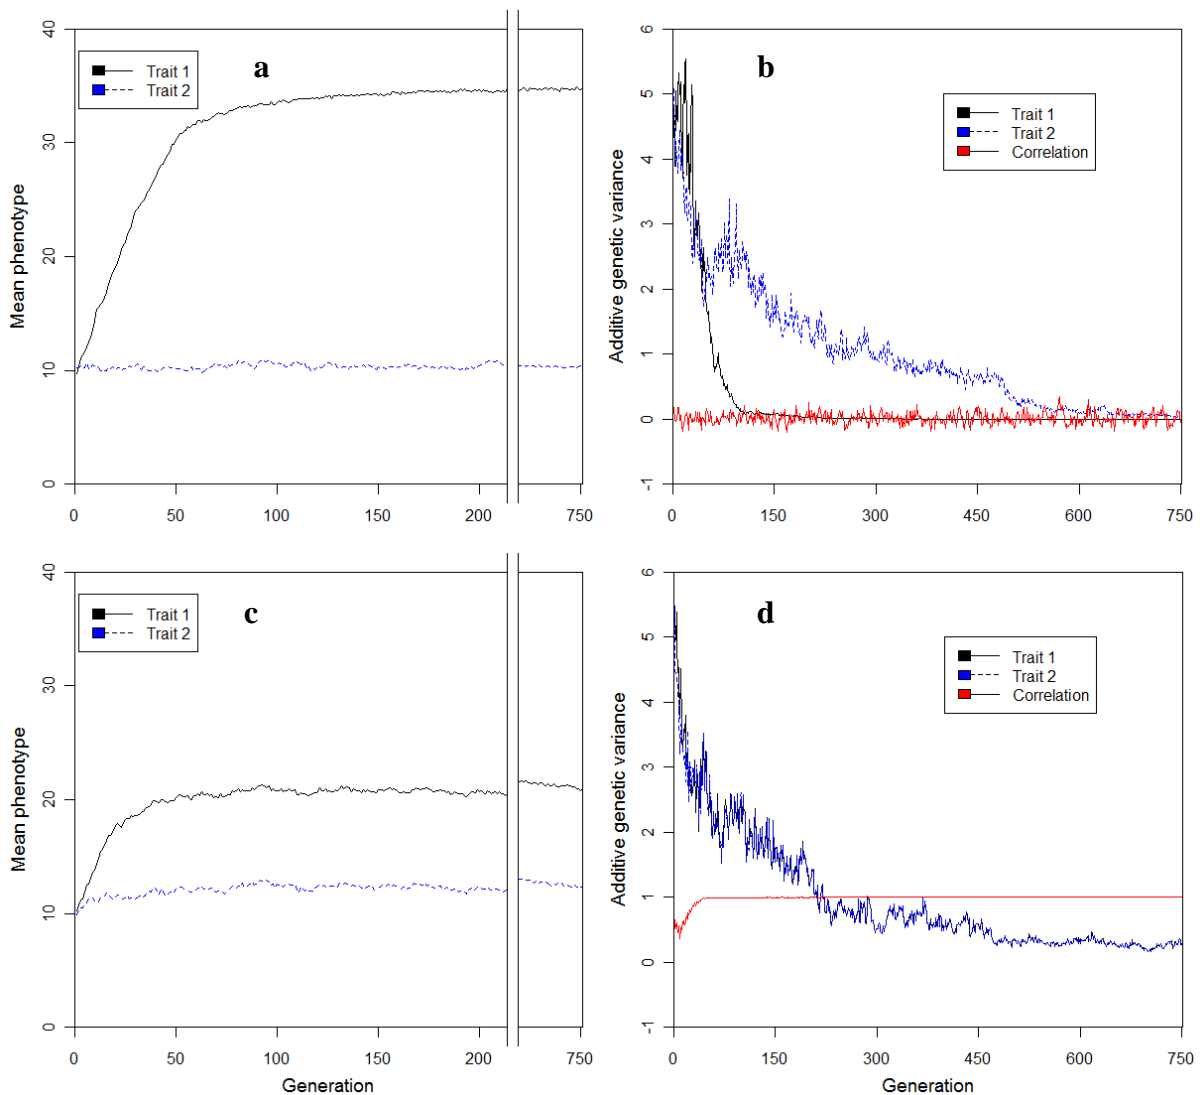 a
Mean phenotype
40
30
20
10
0
Trait 1
Trait 2
0 50 100 150 200 750
b
Additive genetic variance
6
5
4
3
2
1
0
-1
Trait 1
Trait 2
Correlation
0 150 300 450 600 750
c
Mean phenotype
40
30
20
10
0
Trait 1
Trait 2
0 50 100 150 200 750
Generation
d
Additive genetic variance
6
5
4
3
2
1
0
-1
Trait 1
Trait 2
Correlation
0 150 300 450 600 750
Generation